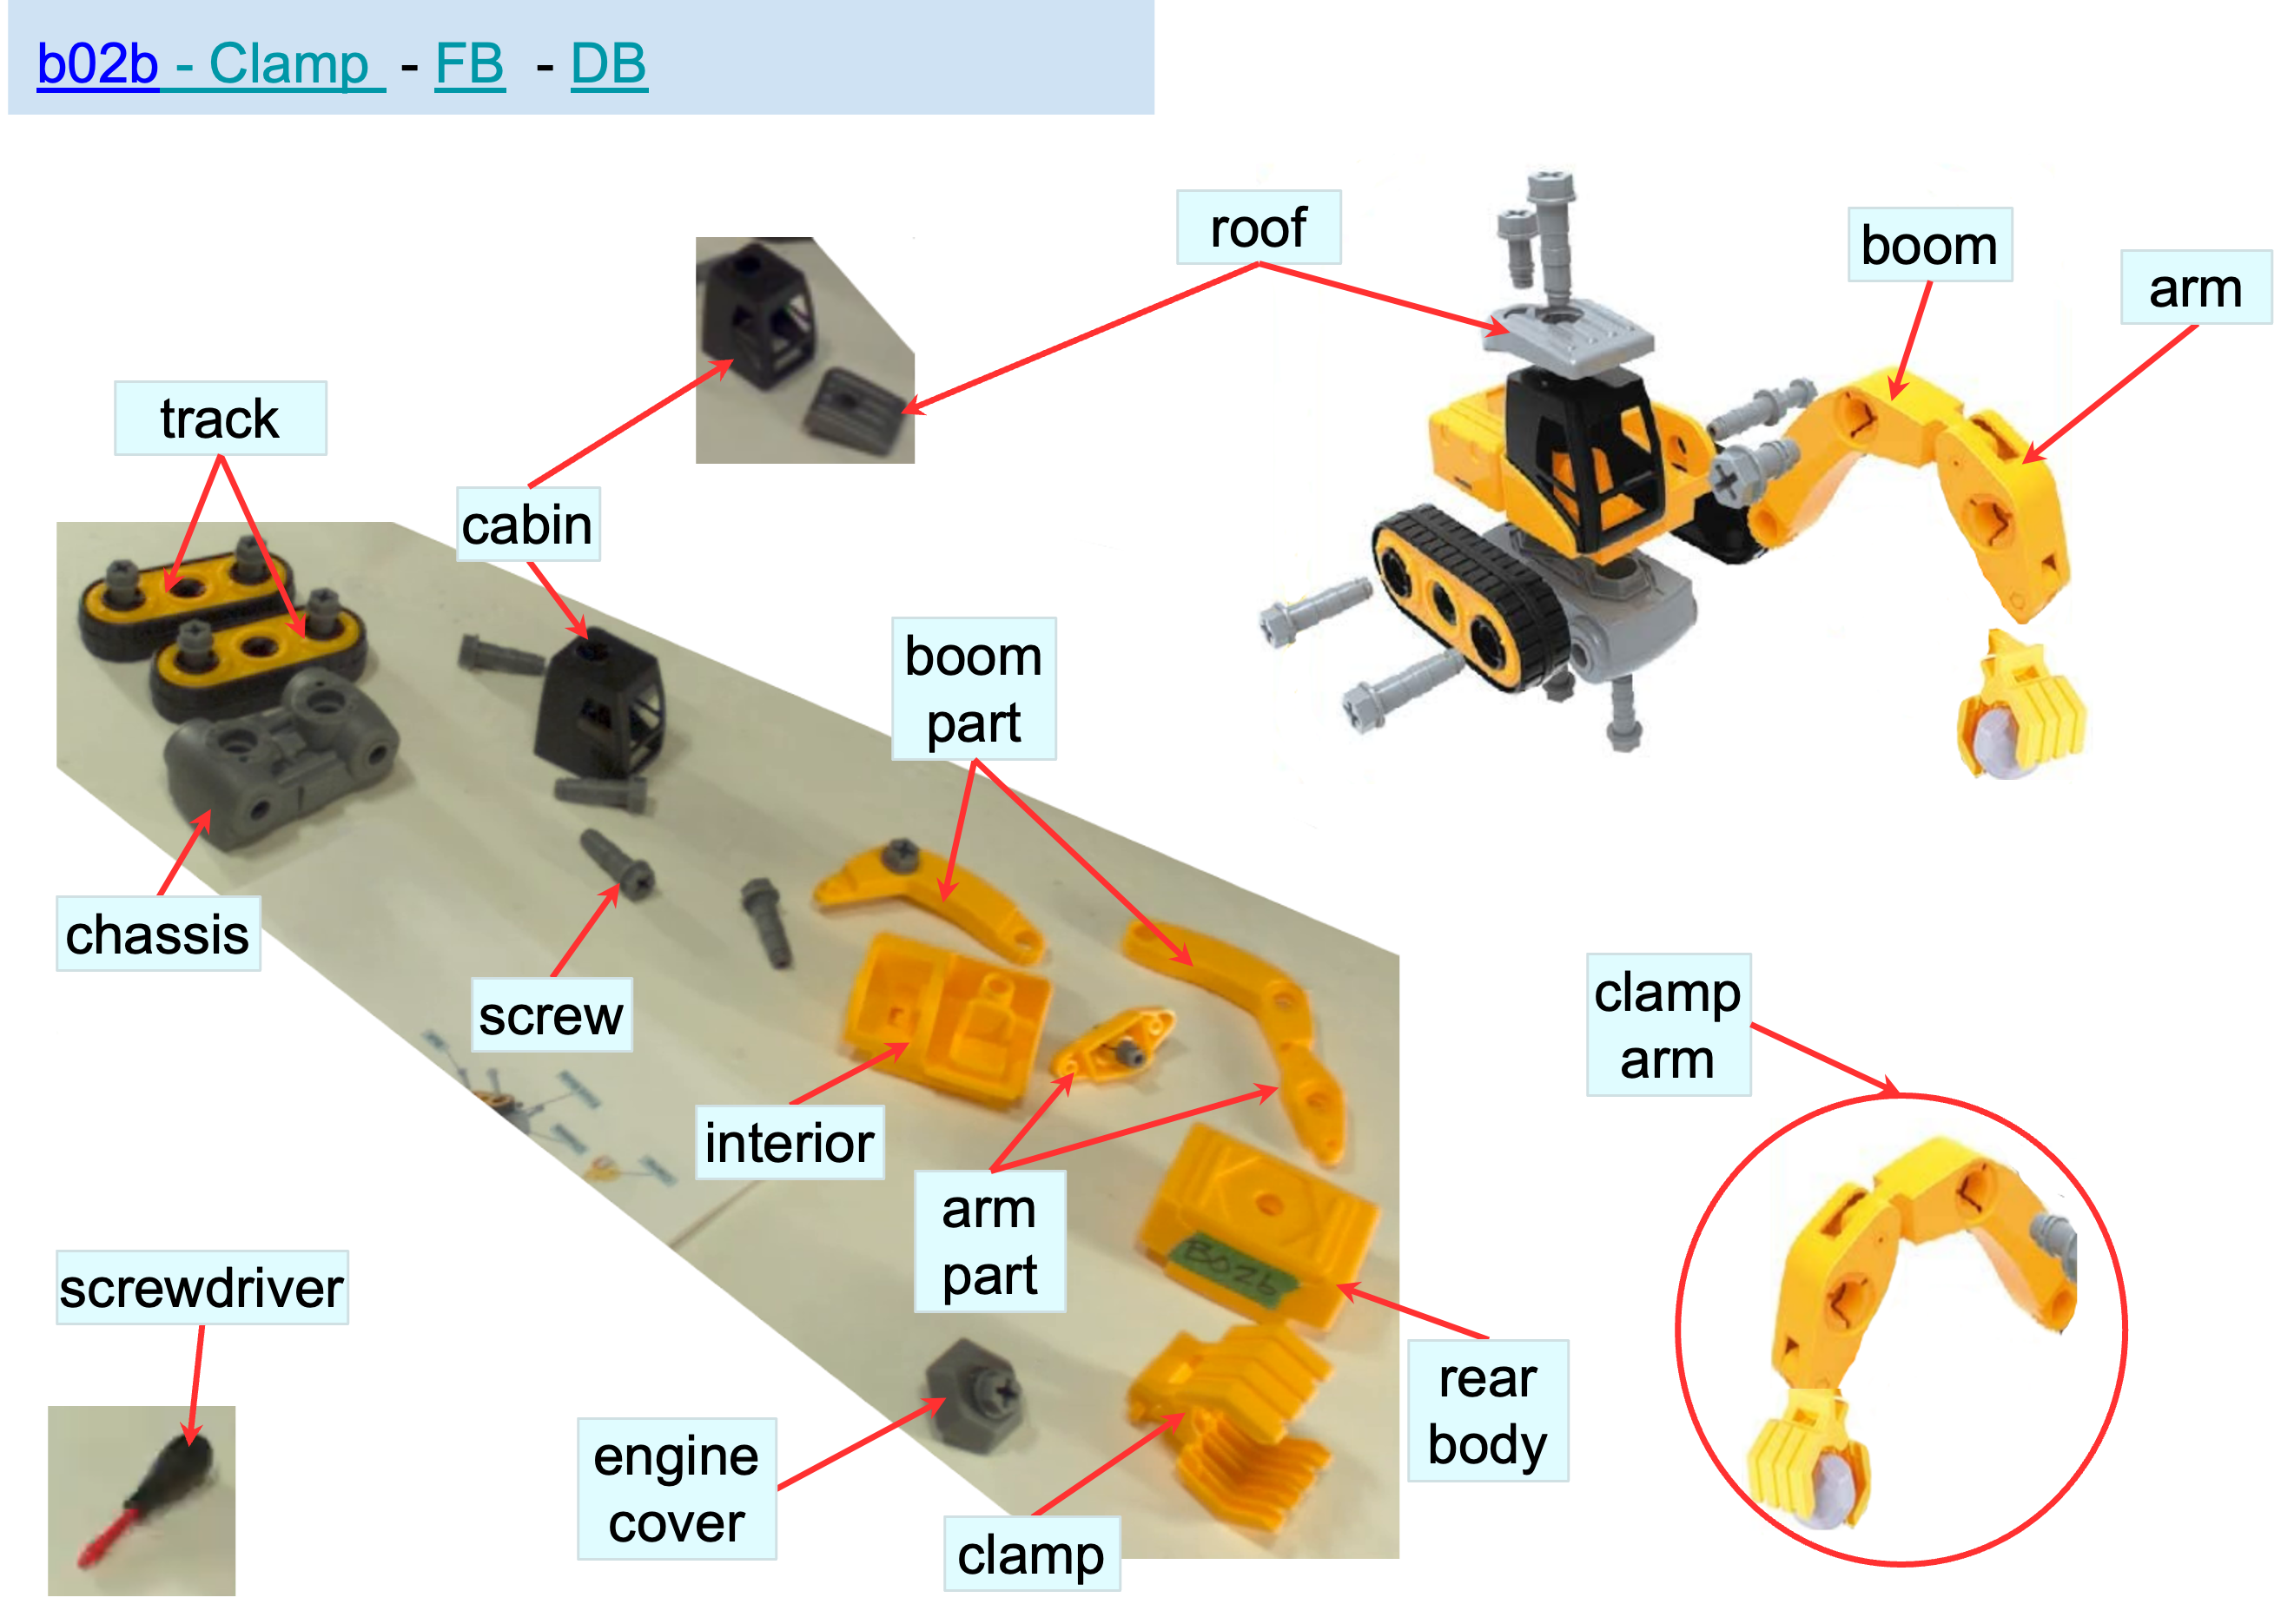 b02b - Clamp - FB - DB
roof
boom
arm
track
cabin
boom
part
chassis
screw
interior
arm
part
clamp
arm
screwdriver
B02b
rear
body
engine
cover
clamp